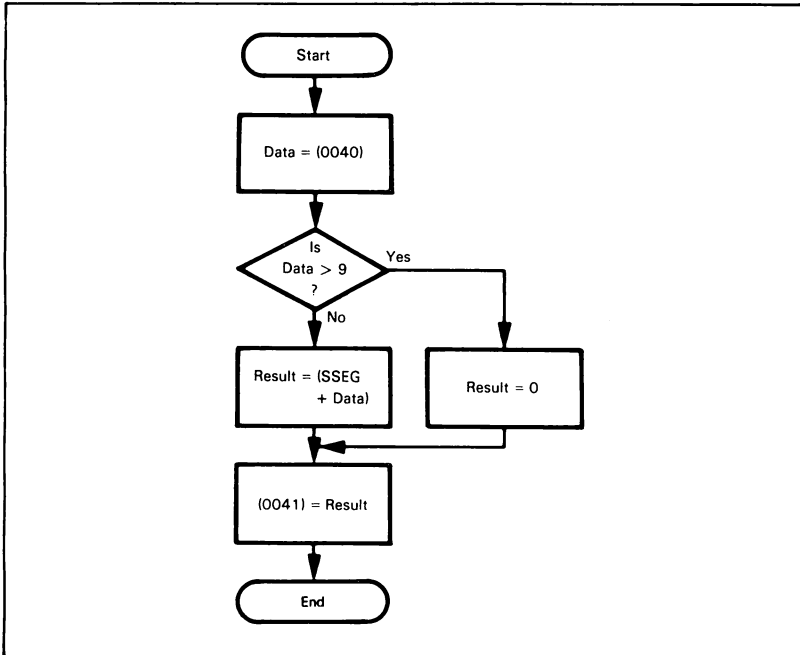 Start
Data = (0040)
Is
Data > 9
?
Yes
No
Result = (SSEG
+ Data)
Result = 0
(0041) = Result
End